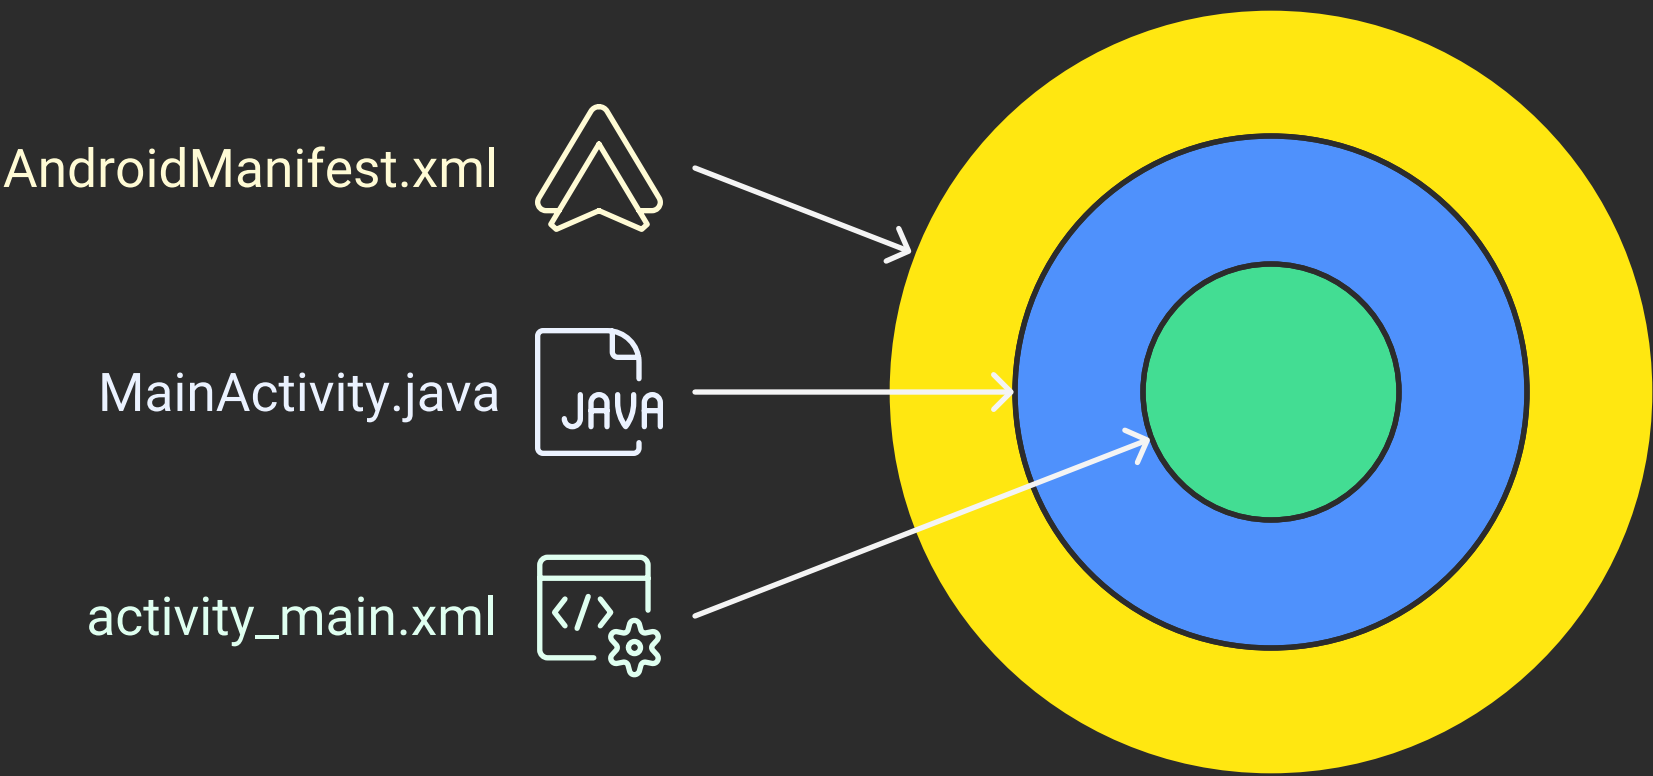 AndroidManifest.xml
MainActivity.java
JAVA
activity_main.xml
</>